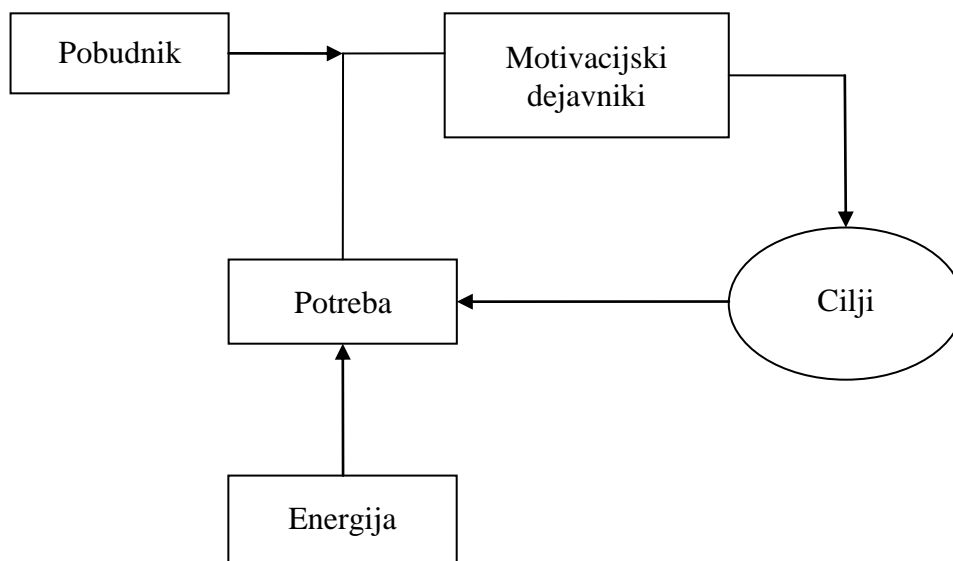 Pobudnik
Motivacijski
dejavniki
Potreba
Cilji
Energija